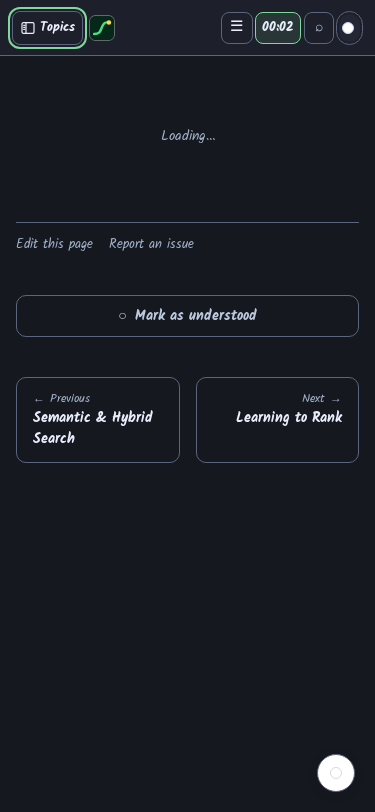 Topics
☰
00:02
⌕
Loading…
Edit this page Report an issue
○ Mark as understood
← Previous
Semantic & Hybrid
Search
Next →
Learning to Rank